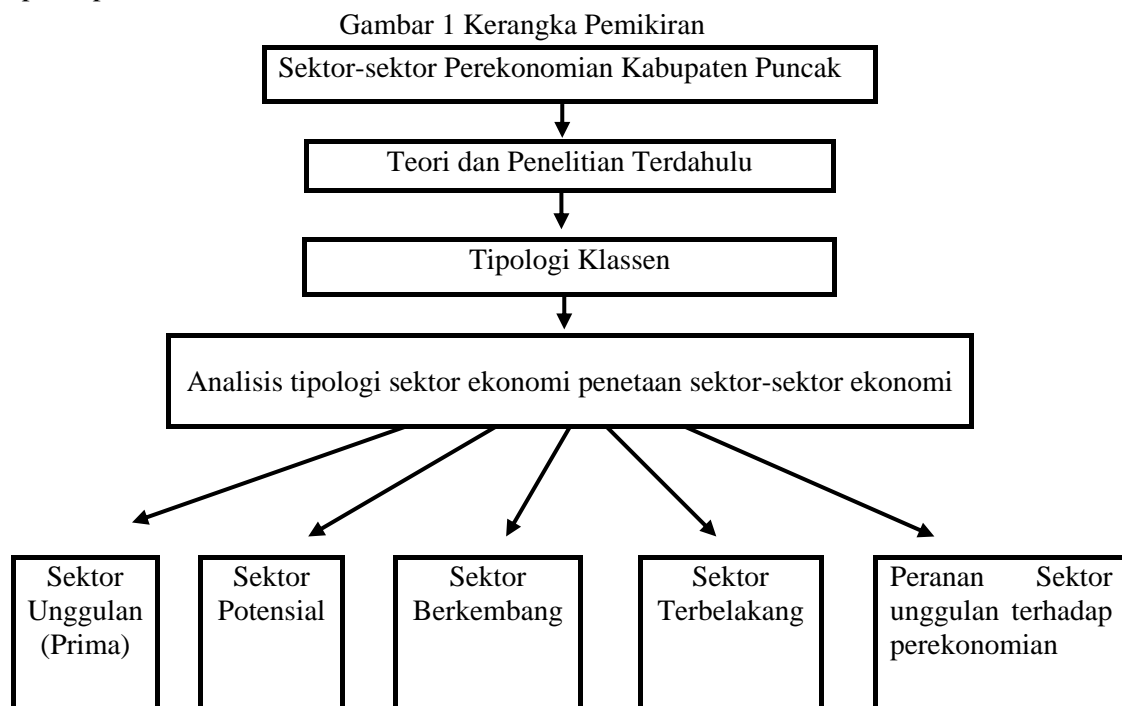 Gambar 1 Kerangka Pemikiran
Sektor-sektor Perekonomian Kabupaten Puncak
Teori dan Penelitian Terdahulu
Tipologi Klassen
Analisis tipologi sektor ekonomi penetaan sektor-sektor ekonomi
Sektor
Unggulan
(Prima)
Sektor
Potensial
Sektor
Berkembang
Sektor
Terbelakang
Peranan Sektor
unggulan terhadap
perekonomian